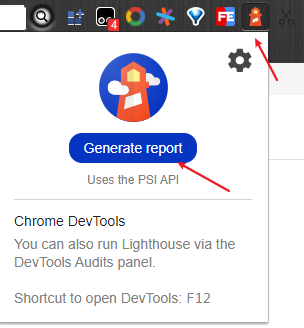 4
FE
Generate report
Uses the PSI API
Chrome DevTools
You can also run Lighthouse via the
DevTools Audits panel.
Shortcut to open DevTools: F12